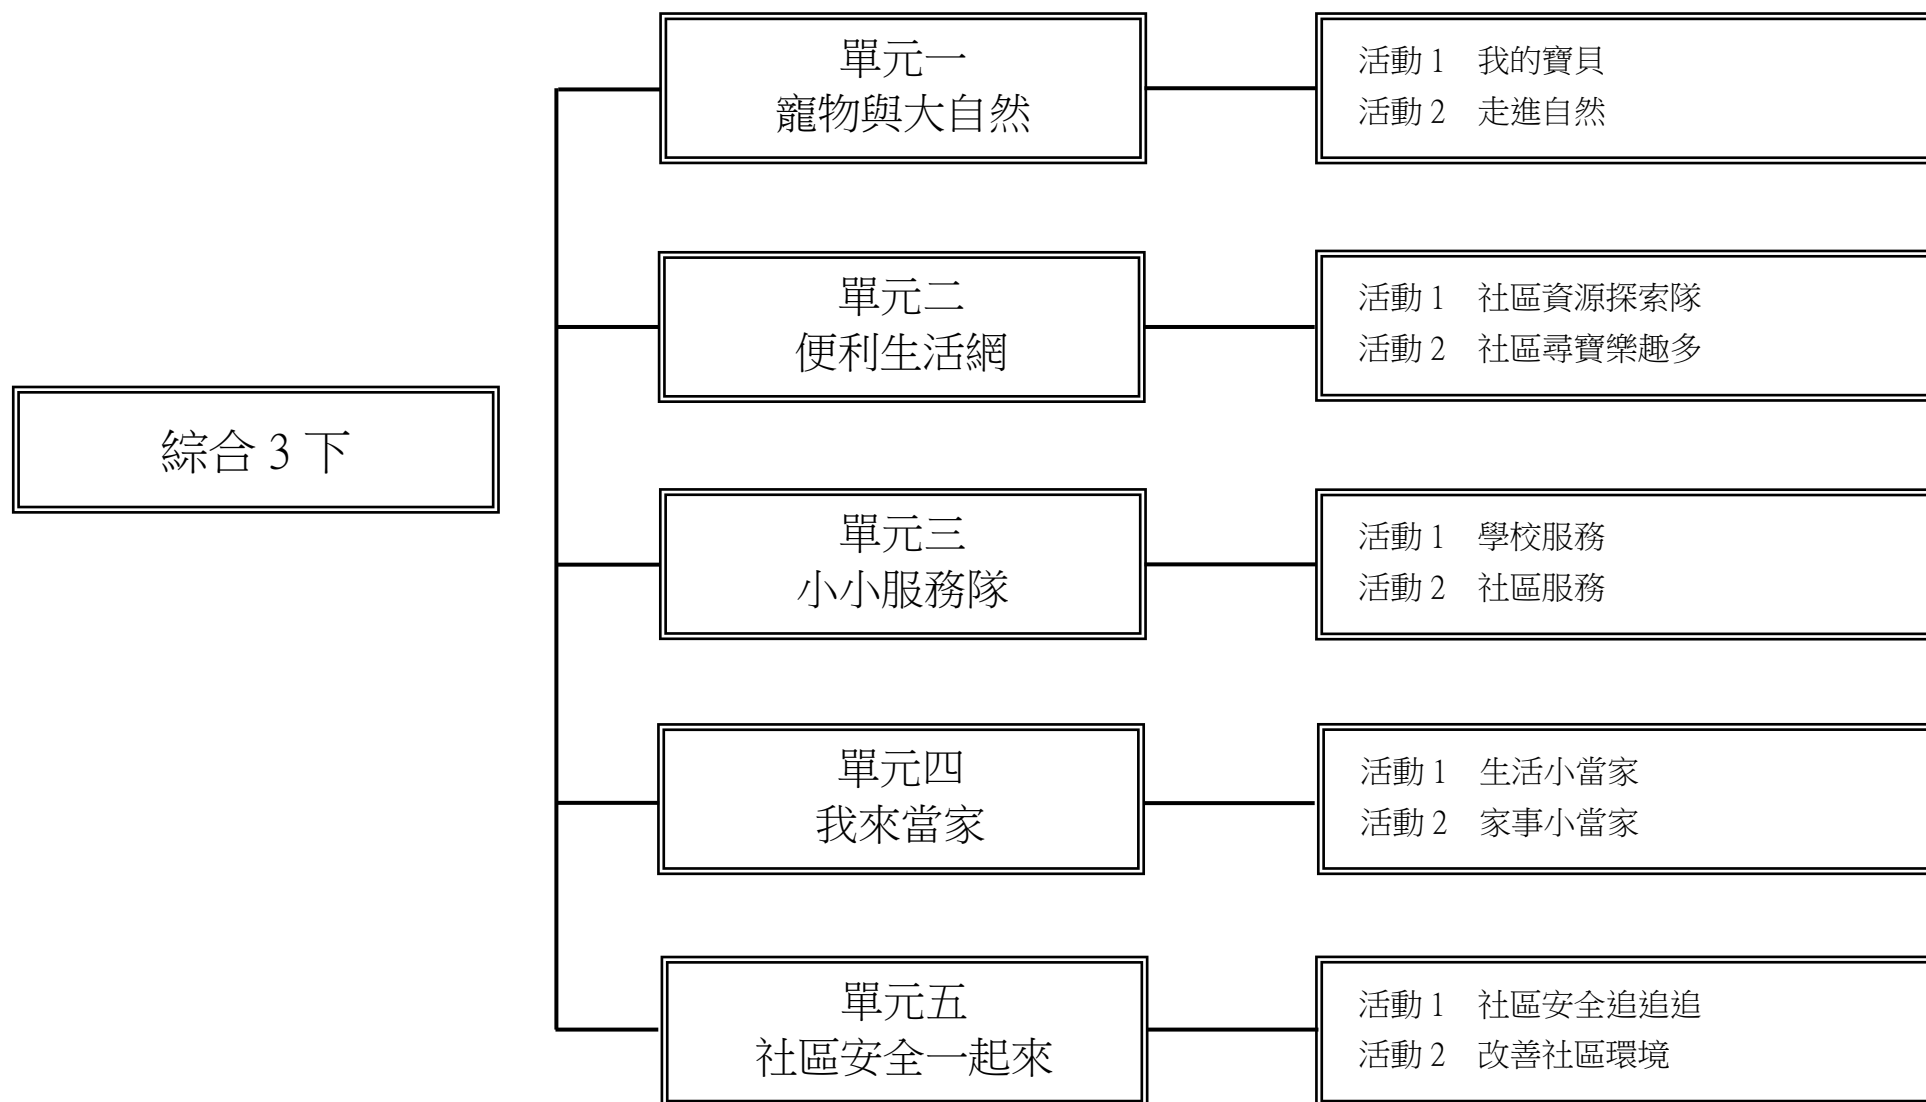 綜合 3 下
單元一
寵物與大自然
活動 1　我的寶貝
活動 2　走進自然
單元二
便利生活網
活動 1　社區資源探索隊
活動 2　社區尋寶樂趣多
單元三
小小服務隊
活動 1　學校服務
活動 2　社區服務
單元四
我來當家
活動 1　生活小當家
活動 2　家事小當家
單元五
社區安全一起來
活動 1　社區安全追追追
活動 2　改善社區環境